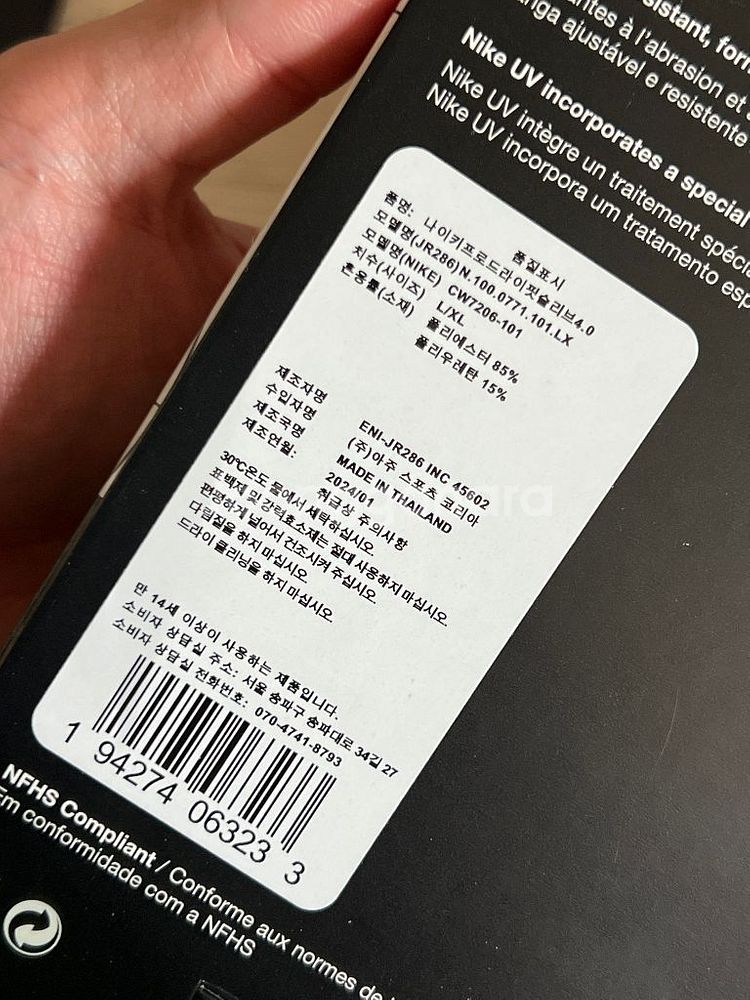 sistant, form
antes à l'abrasion et à
anga ajustável e resistente
Nike UV incorporates a special
Nike UV intègre un traitement spéci
Nike UV incorpora um tratamento esp
품질표시
품명: 나이키프로드라이핏슬리브4.0
모델명(JR286) N.100.0771.101.LX
모델명(NIKE) CW7206-101
치수(사이즈) L/XL
혼용률(소재) 폴리에스터 85%
폴리우레탄 15%
제조자명 ENI-JR286 INC 45602
수입자명 (주)아주 스포츠 코리아
제조국명 MADE IN THAILAND
제조연월: 2024/01
취급상 주의사항
30℃온도 물에서 세탁하십시오.
표백제 및 강력효소제는 절대 사용하지 마십시오.
편평하게 널어서 건조시켜 주십시오.
다림질을 하지 마십시오.
드라이 클리닝을 하지 마십시오.
만 14세 이상이 사용하는 제품입니다.
소비자 상담실 주소: 서울 송파구 송파대로 34길 27
소비자 상담실 전화번호: 070-4741-8793
1 94274 06323 3
NFHS Compliant / Conforme aux normes de
Em conformidade com a NFHS